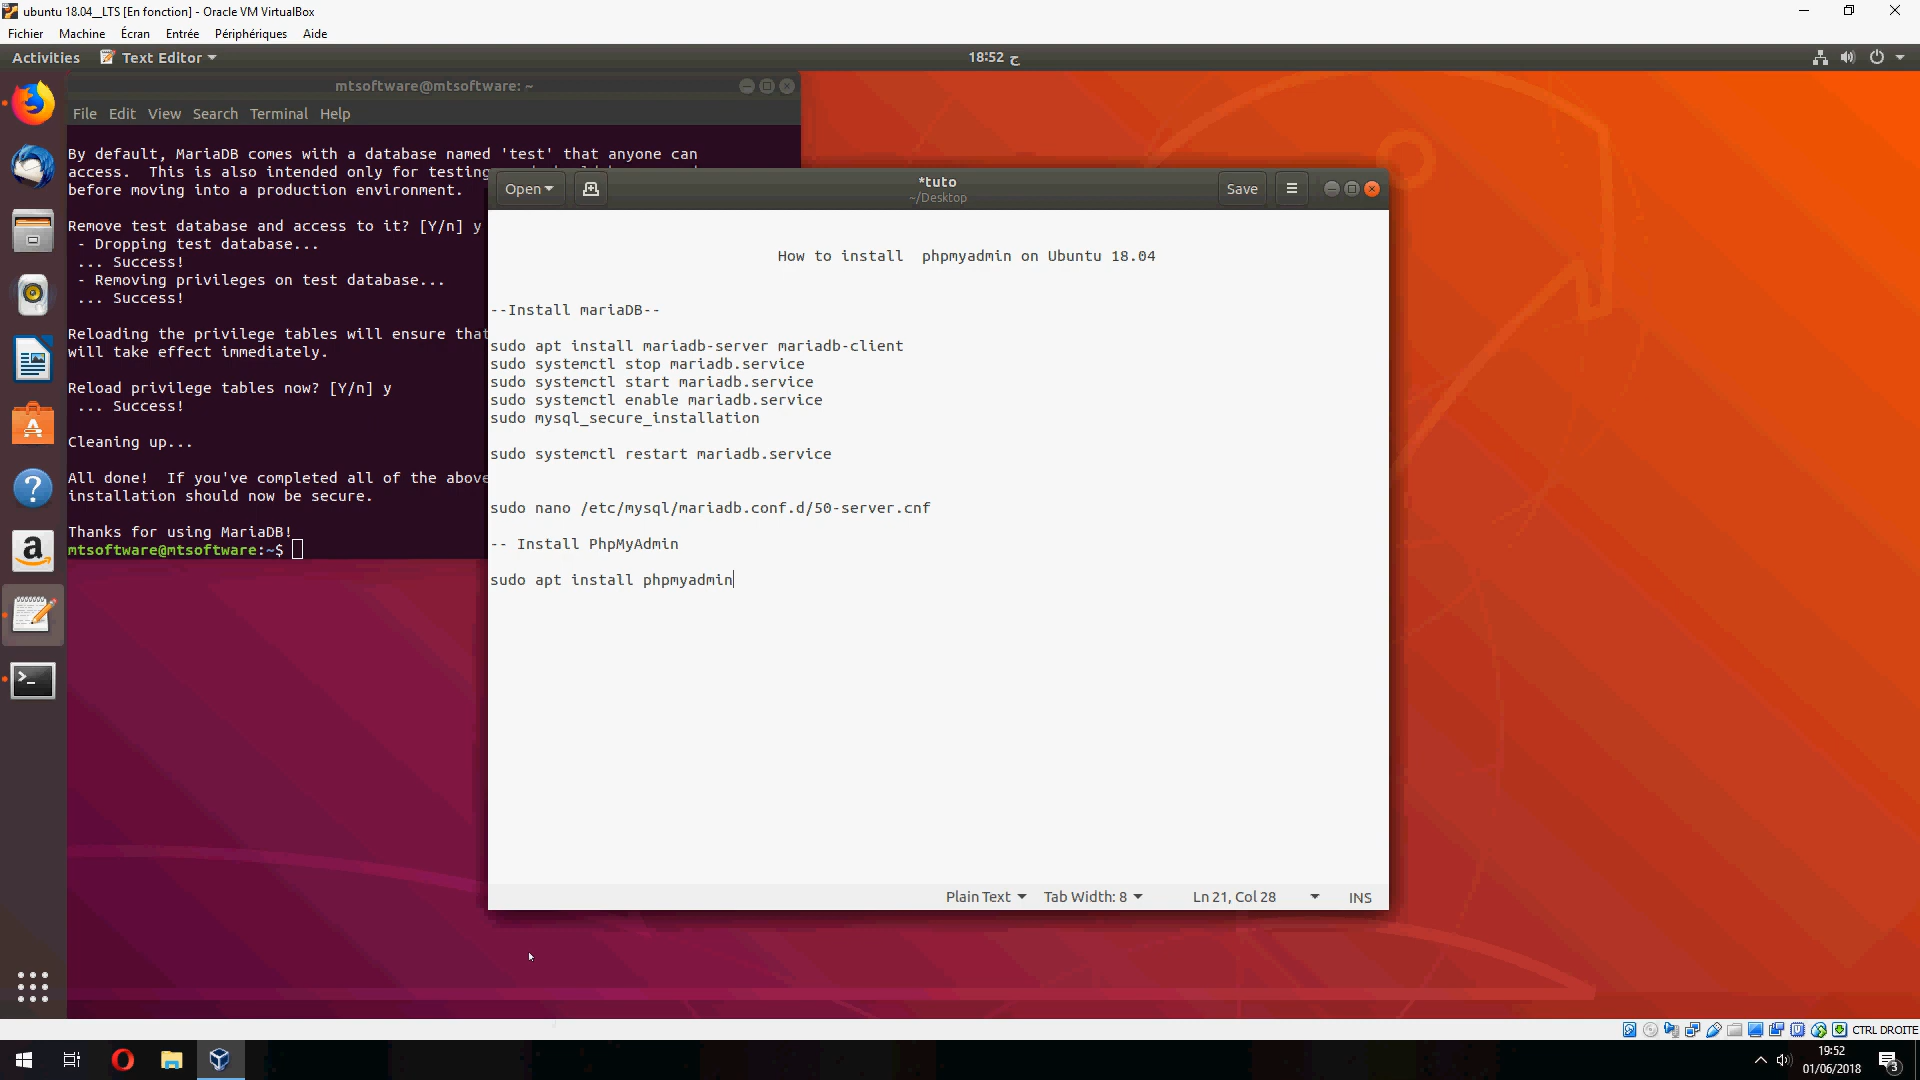 ubuntu 18.04__LTS [En fonction] - Oracle VM VirtualBox
Fichier Machine Écran Entrée Périphériques Aide
Activities Text Editor 18:52 ج
mtsoftware@mtsoftware: ~
File Edit View Search Terminal Help
By default, MariaDB comes with a database named 'test' that anyone can
access. This is also intended only for testing
before moving into a production environment.
Remove test database and access to it? [Y/n] y
- Dropping test database...
... Success!
- Removing privileges on test database...
... Success!
Reloading the privilege tables will ensure that
will take effect immediately.
Reload privilege tables now? [Y/n] y
... Success!
Cleaning up...
All done! If you've completed all of the above
installation should now be secure.
Thanks for using MariaDB!
mtsoftware@mtsoftware:~$
Open *tuto Save
~/Desktop
How to install phpmyadmin on Ubuntu 18.04
--Install mariaDB--
sudo apt install mariadb-server mariadb-client
sudo systemctl stop mariadb.service
sudo systemctl start mariadb.service
sudo systemctl enable mariadb.service
sudo mysql_secure_installation
sudo systemctl restart mariadb.service
sudo nano /etc/mysql/mariadb.conf.d/50-server.cnf
-- Install PhpMyAdmin
sudo apt install phpmyadmin
Plain Text Tab Width: 8 Ln 21, Col 28 INS
CTRL DROITE
19:52
01/06/2018
3